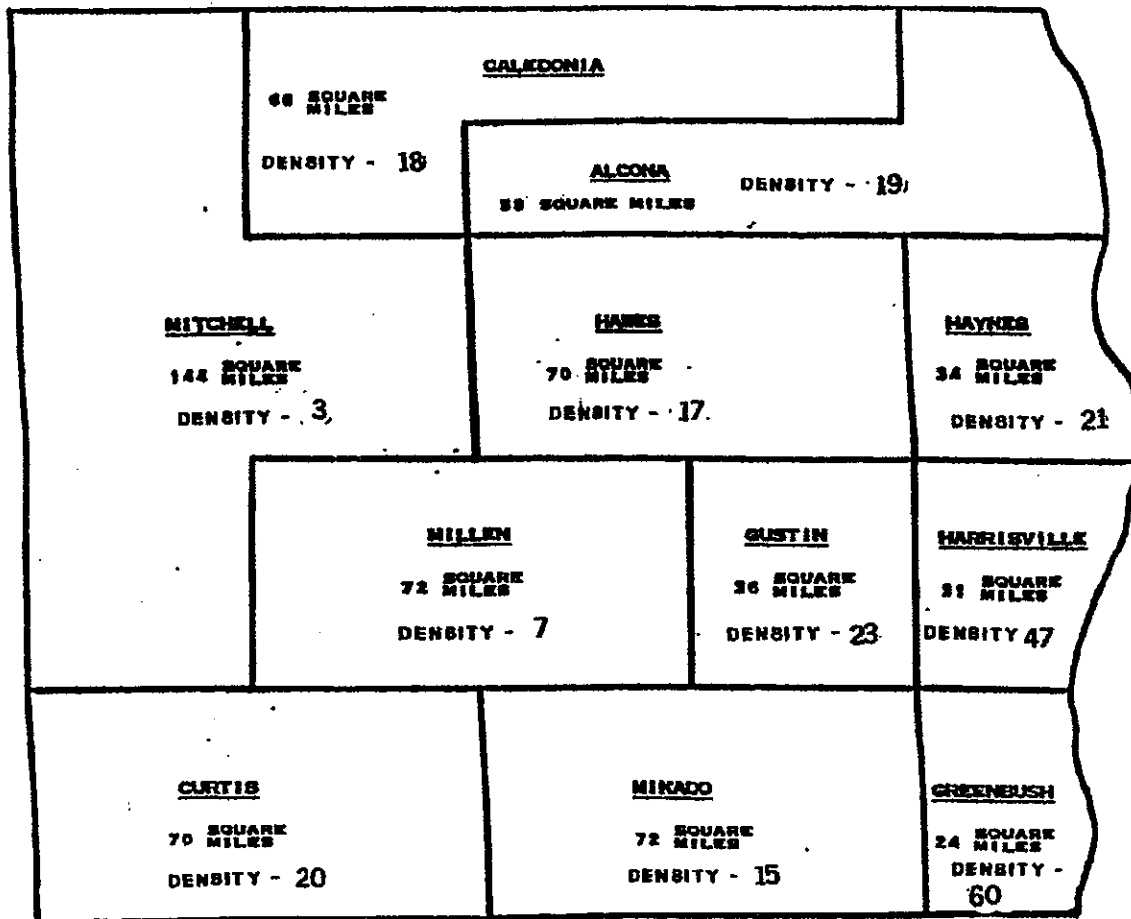 CALEDONIA
SQUARE
MILES
DENSITY - 18
ALCONA
SQUARE MILES
DENSITY - 19
MITCHELL
144 SQUARE
MILES
DENSITY - 3
HAWES
70 SQUARE
MILES
DENSITY - 17
HAYNES
34 SQUARE
MILES
DENSITY - 21
MILLEN
72 SQUARE
MILES
DENSITY - 7
GUSTIN
36 SQUARE
MILES
DENSITY - 23
HARRISVILLE
31 SQUARE
MILES
DENSITY 47
CURTIS
70 SQUARE
MILES
DENSITY - 20
MIKADO
72 SQUARE
MILES
DENSITY - 15
GREENBUSH
24 SQUARE
MILES
DENSITY -
60